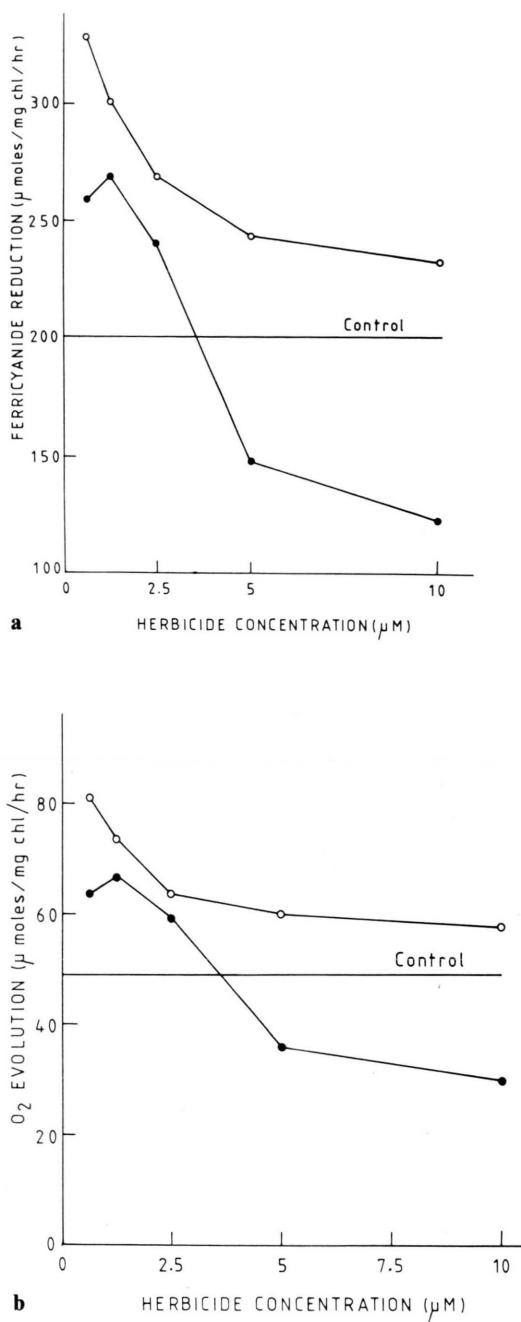 FERRICYANIDE REDUCTION (μ moles/mg chl/hr)
300
250
200
150
100
Control
0
2.5
5
7.5
10
HERBICIDE CONCENTRATION (μM)
a
O2 EVOLUTION (μ moles/mg chl/hr)
80
60
40
20
0
Control
0
2.5
5
7.5
10
HERBICIDE CONCENTRATION (μM)
b